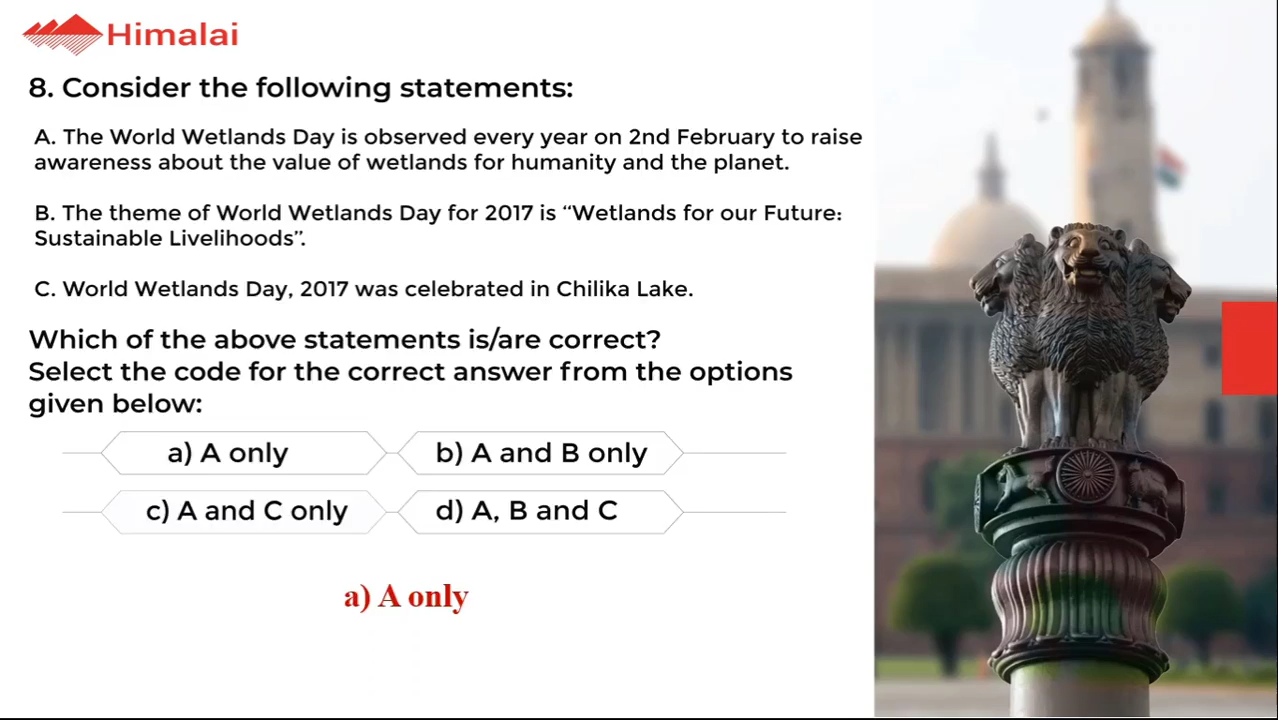 Himalai
8. Consider the following statements:
A. The World Wetlands Day is observed every year on 2nd February to raise
awareness about the value of wetlands for humanity and the planet.
B. The theme of World Wetlands Day for 2017 is “Wetlands for our Future:
Sustainable Livelihoods”.
C. World Wetlands Day, 2017 was celebrated in Chilika Lake.
Which of the above statements is/are correct?
Select the code for the correct answer from the options
given below:
a) A only
b) A and B only
c) A and C only
d) A, B and C
a) A only